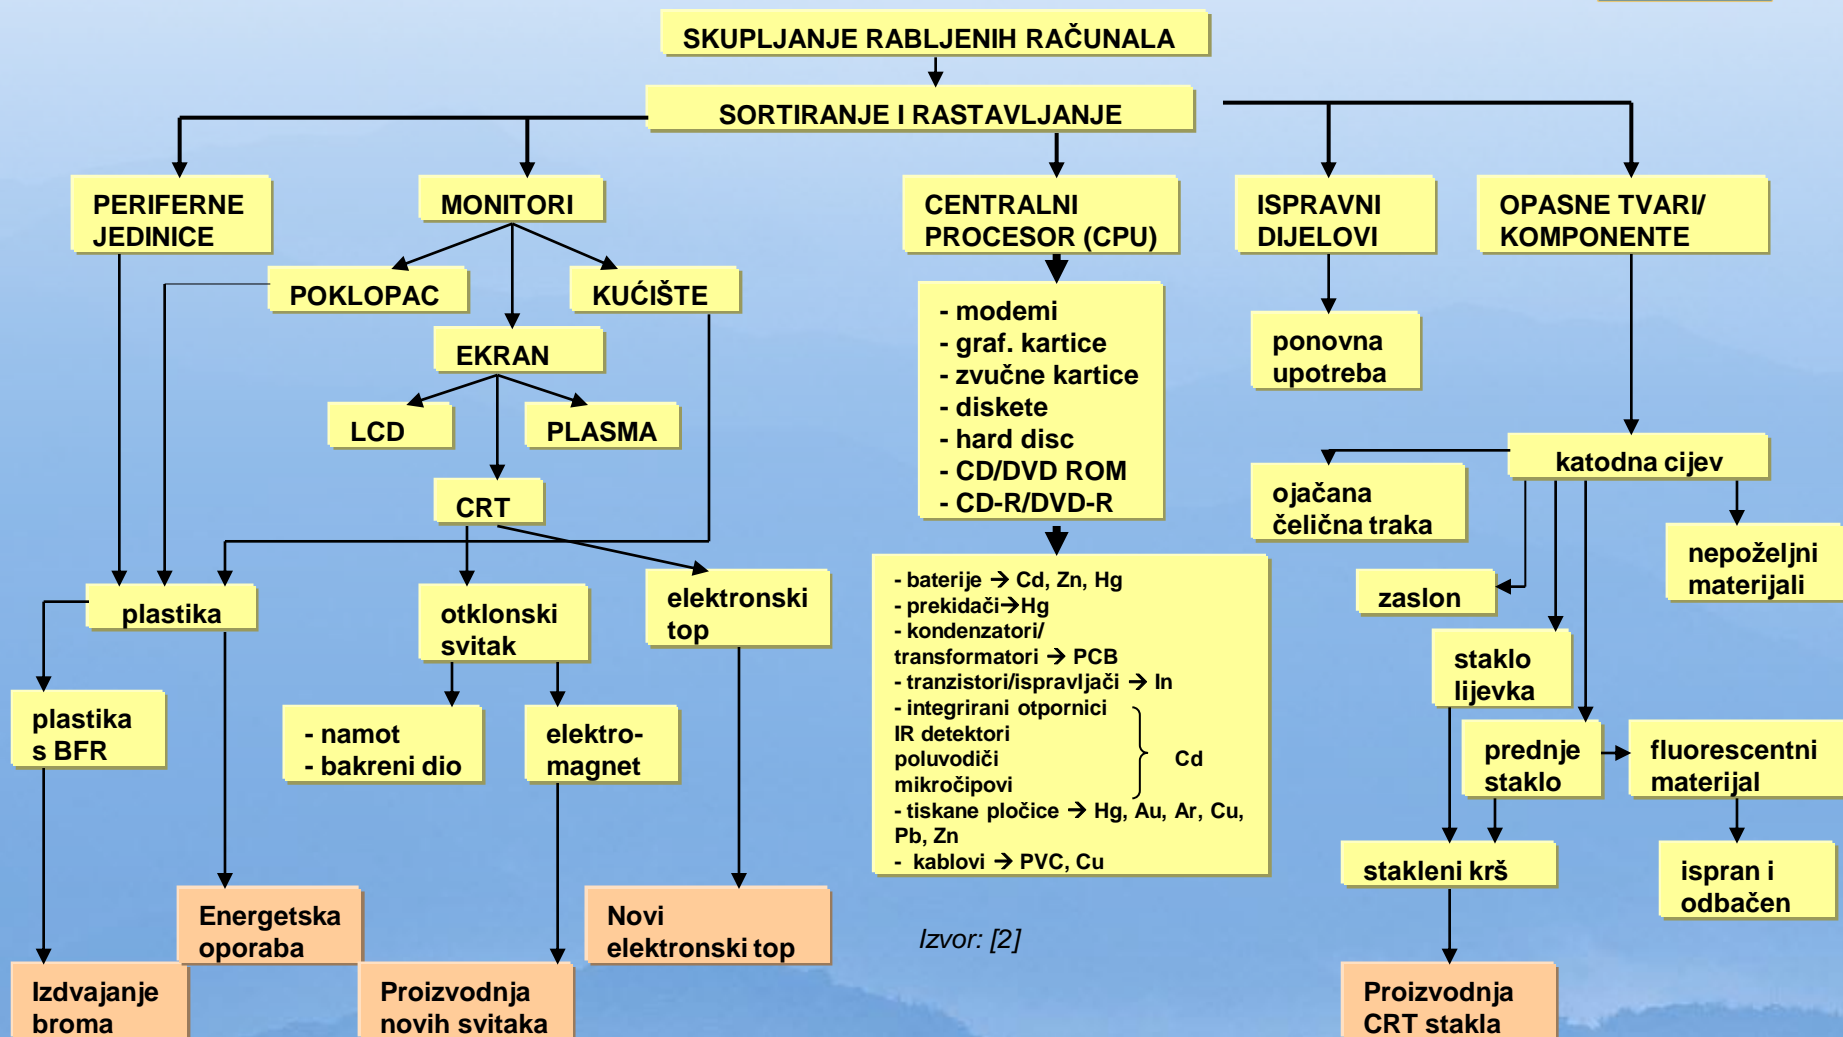 SKUPLJANJE RABLJENIH RAČUNALA
SORTIRANJE I RASTAVLJANJE
PERIFERNE
JEDINICE
MONITORI
CENTRALNI
PROCESOR (CPU)
ISPRAVNI
DIJELOVI
OPASNE TVARI/
KOMPONENTE
POKLOPAC
KUĆIŠTE
EKRAN
LCD
PLASMA
CRT
- modemi
- graf. kartice
- zvučne kartice
- diskete
- hard disc
- CD/DVD ROM
- CD-R/DVD-R
ponovna
upotreba
katodna cijev
ojačana
čelična traka
nepoželjni
materijali
zaslon
plastika
otklonski
svitak
elektronski
top
- baterije → Cd, Zn, Hg
- prekidači→Hg
- kondenzatori/
transformatori → PCB
- tranzistori/ispravljači → In
- integrirani otpornici
IR detektori
poluvodiči
mikročipovi
Cd
- tiskane pločice → Hg, Au, Ar, Cu,
Pb, Zn
- kablovi → PVC, Cu
staklo
lijevka
plastika
s BFR
- namot
- bakreni dio
elektro-
magnet
prednje
staklo
fluorescentni
materijal
stakleni krš
ispran i
odbačen
Energetska
oporaba
Novi
elektronski top
Izvor: [2]
Izdvajanje
broma
Proizvodnja
novih svitaka
Proizvodnja
CRT stakla